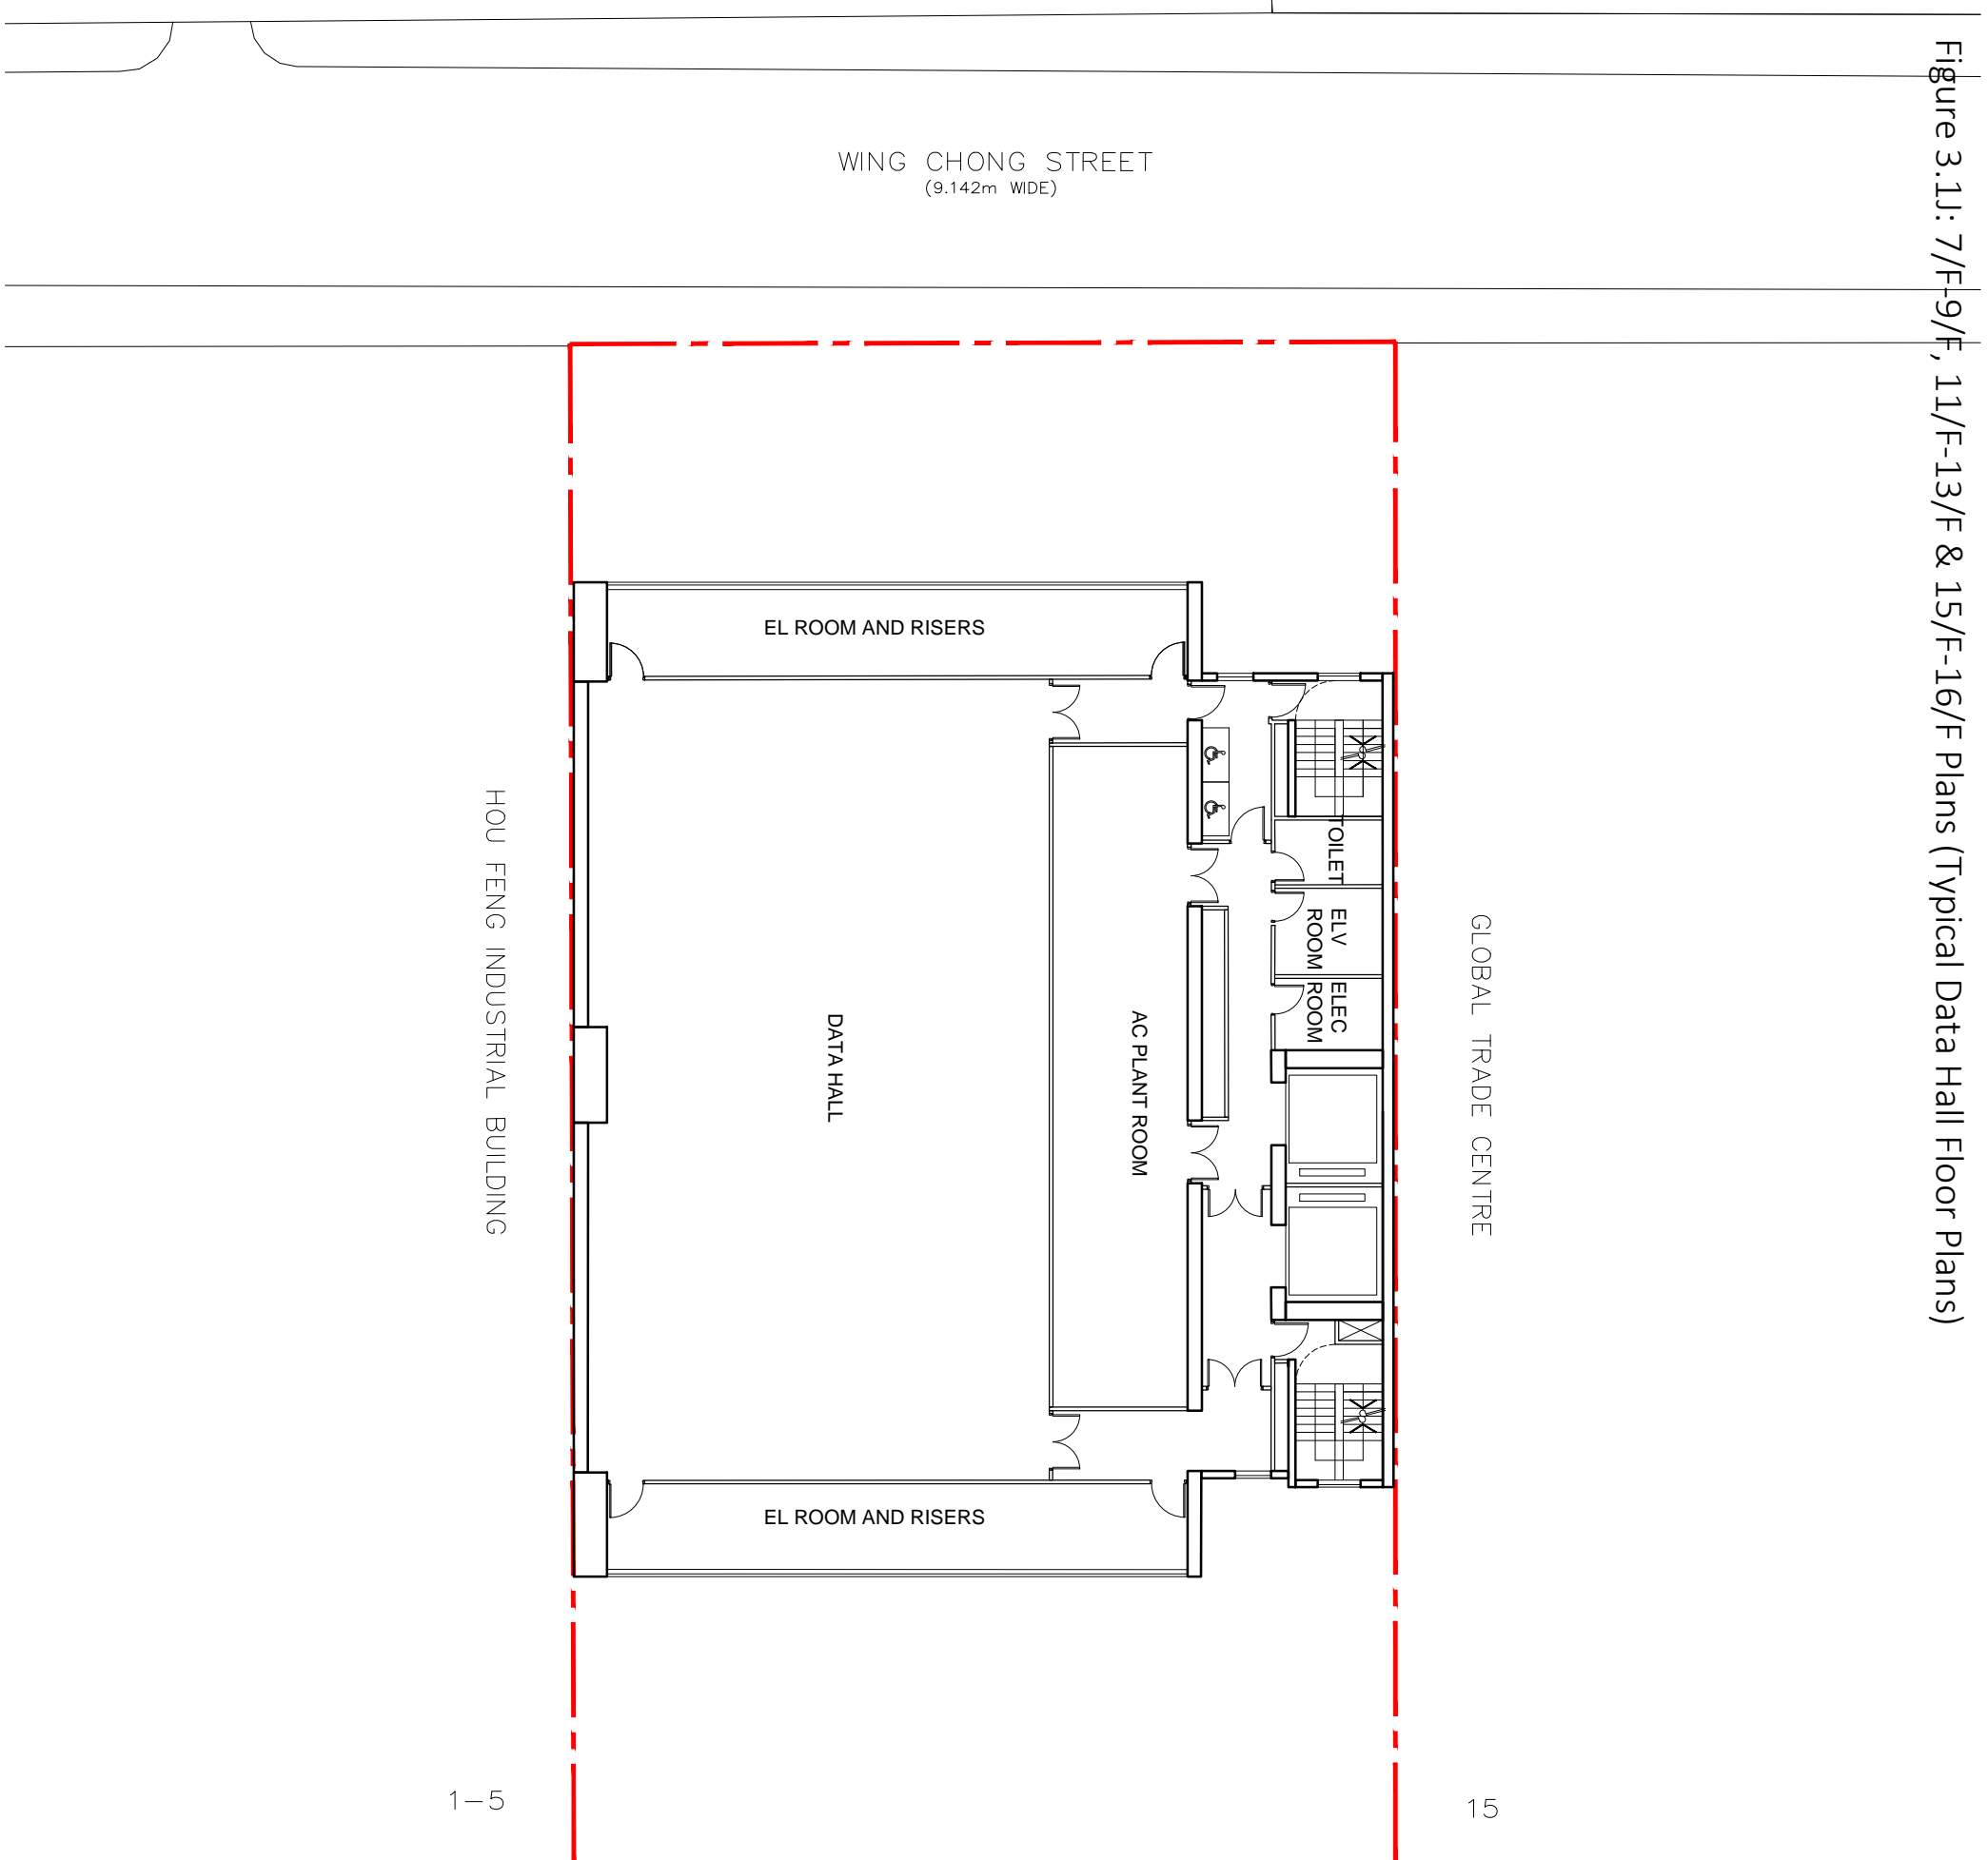 Figure 3.1J: 7/F-9/F, 11/F-13/F & 15/F-16/F Plans (Typical Data Hall Floor Plans)
WING CHONG STREET
(9.142m WIDE)
EL ROOM AND RISERS
TOILET
ELV
ROOM
ELEC
ROOM
HOU FENG INDUSTRIAL BUILDING
DATA HALL
AC PLANT ROOM
GLOBAL TRADE CENTRE
EL ROOM AND RISERS
1-5
15